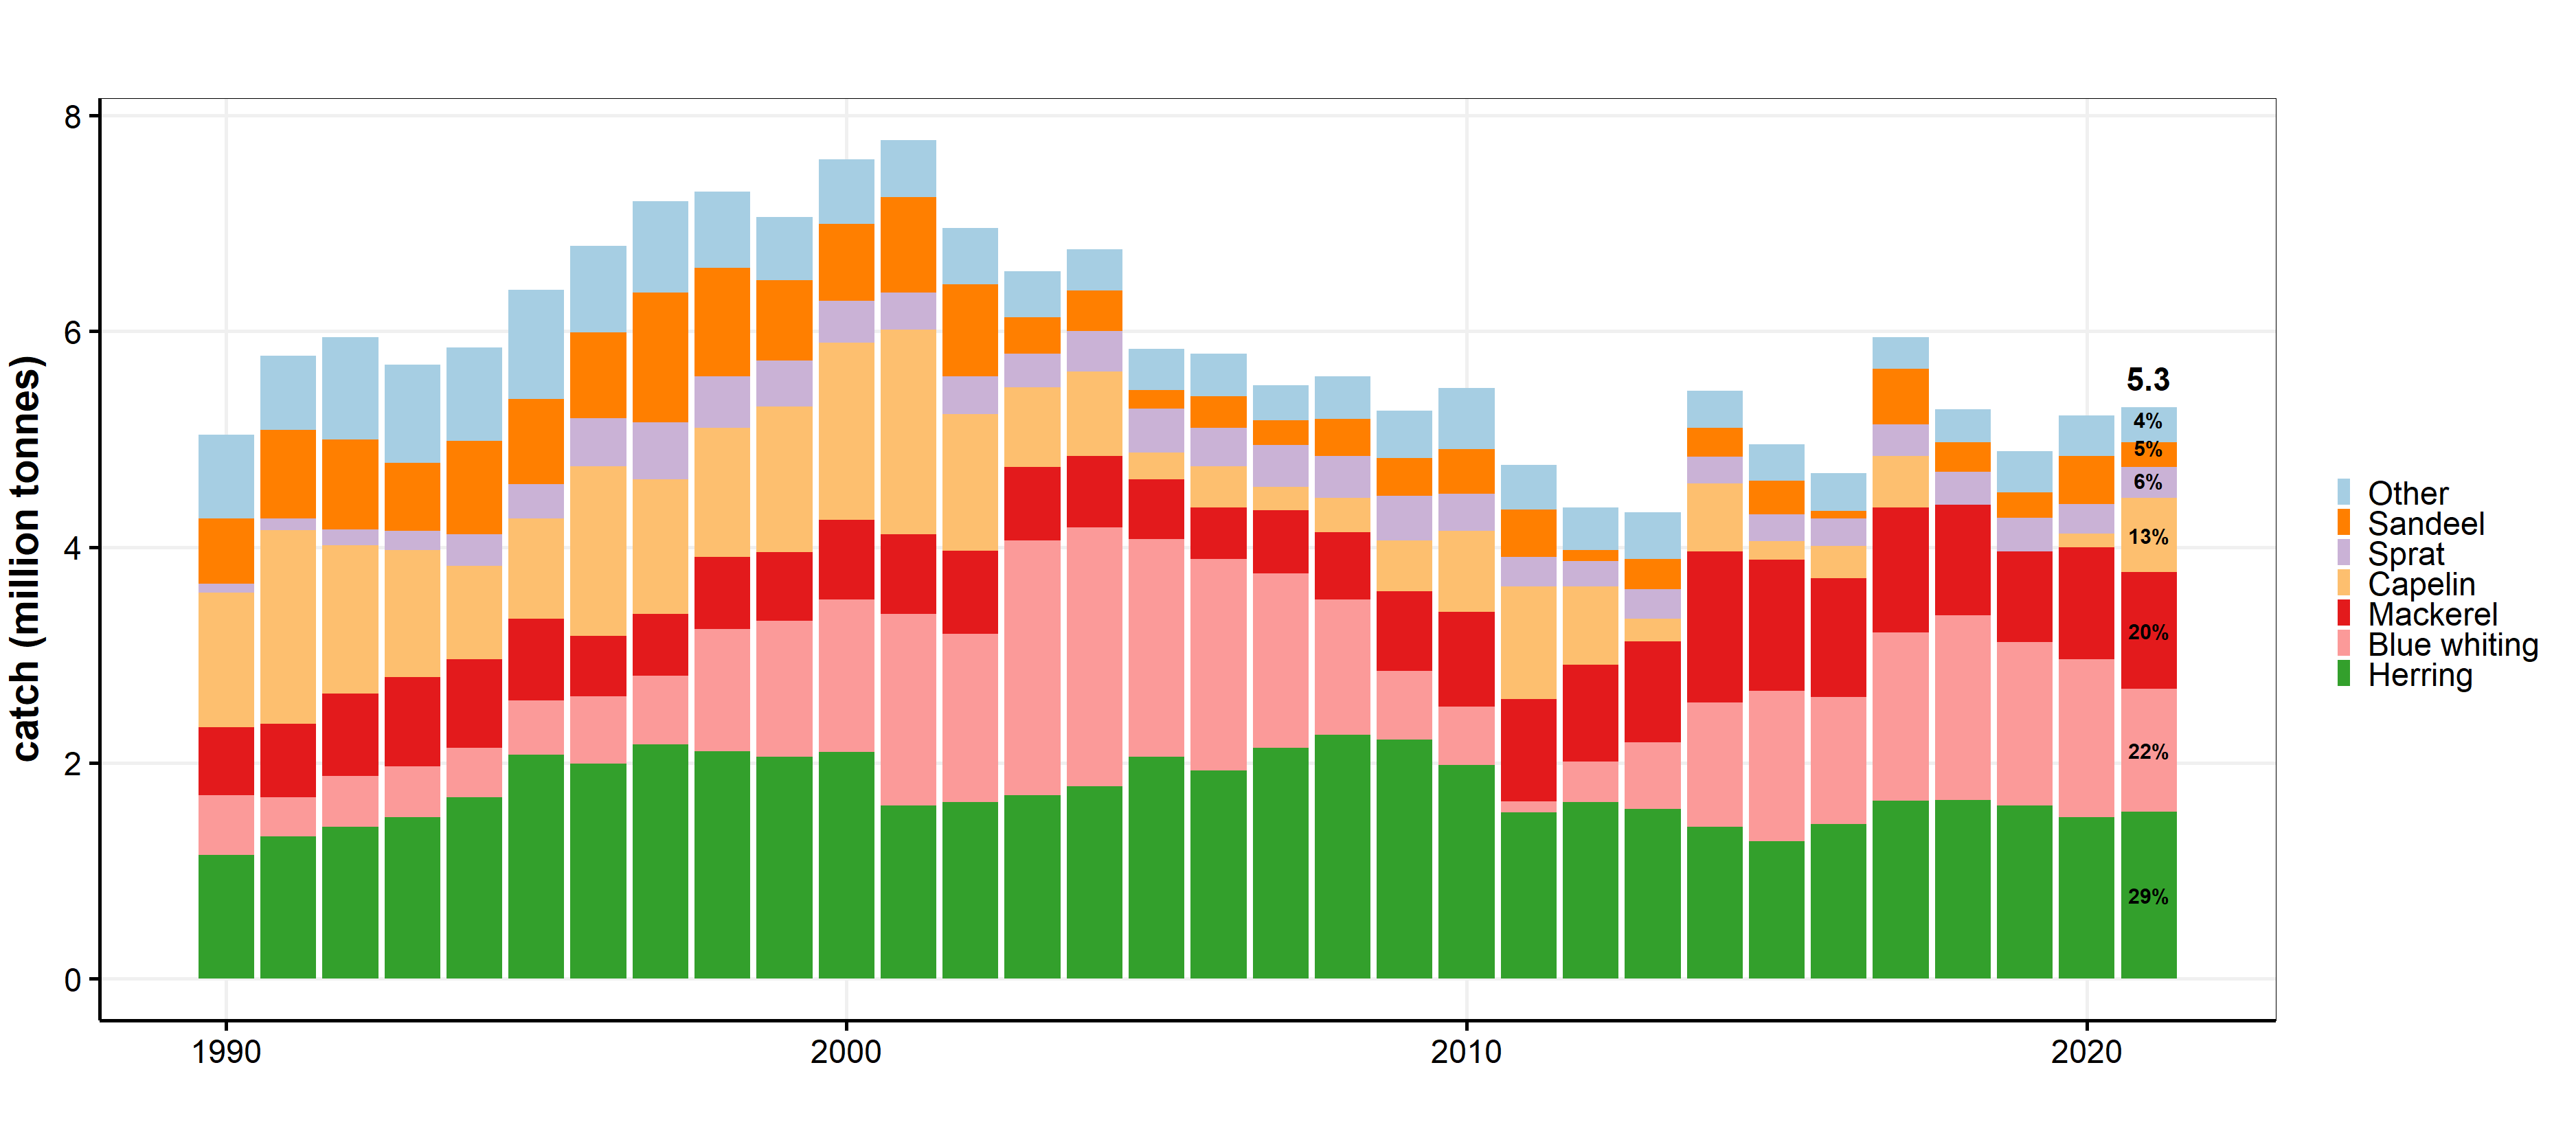 catch (million tonnes)
8
6
4
2
0
1990
2000
2010
2020
5.3
4%
5%
6%
13%
20%
22%
29%
Other
Sandeel
Sprat
Capelin
Mackerel
Blue whiting
Herring